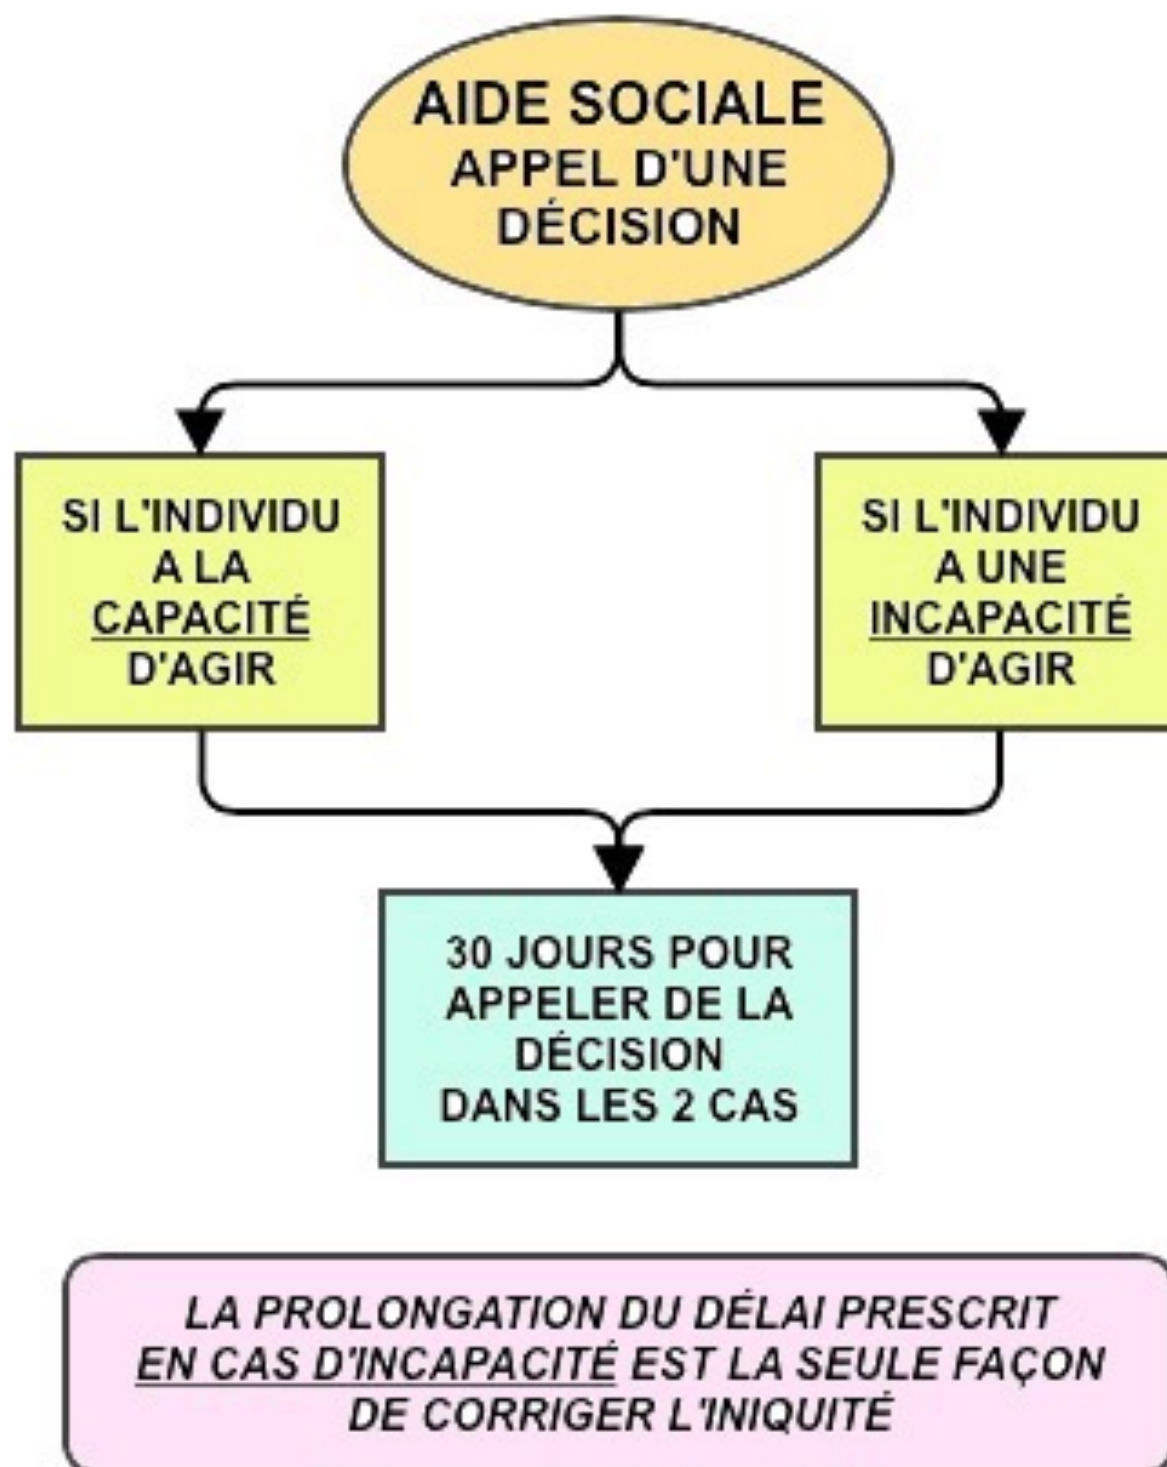 AIDE SOCIALE
APPEL D'UNE
DÉCISION
SI L'INDIVIDU
A LA
CAPACITÉ
D'AGIR
SI L'INDIVIDU
A UNE
INCAPACITÉ
D'AGIR
30 JOURS POUR
APPELER DE LA
DÉCISION
DANS LES 2 CAS
LA PROLONGATION DU DÉLAI PRESCRIT
EN CAS D'INCAPACITÉ EST LA SEULE FAÇON
DE CORRIGER L'INIQUITÉ